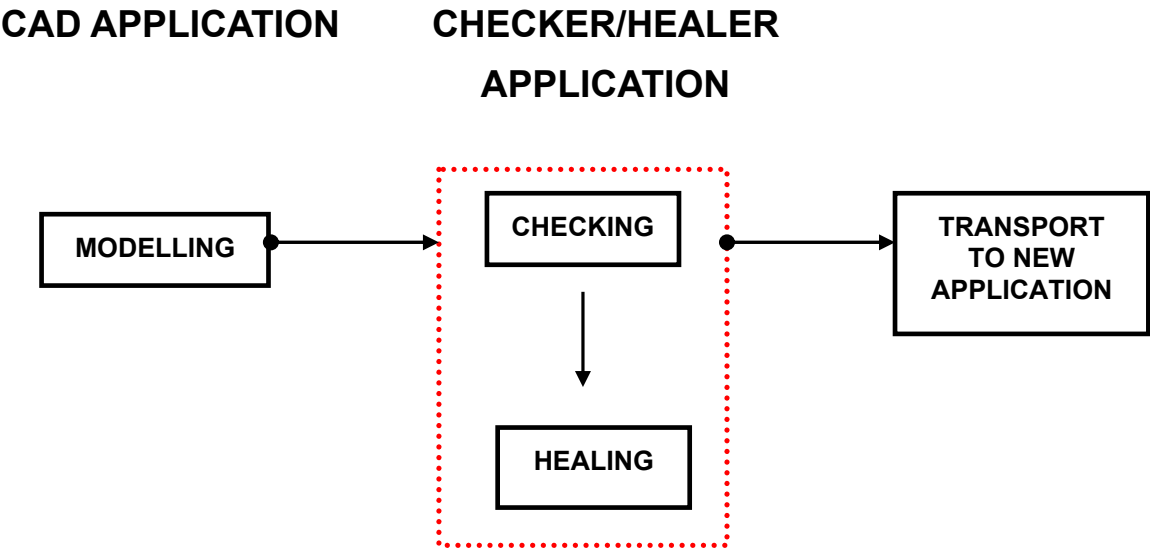 CAD APPLICATION
CHECKER/HEALER
APPLICATION
MODELLING
CHECKING
HEALING
TRANSPORT
TO NEW
APPLICATION